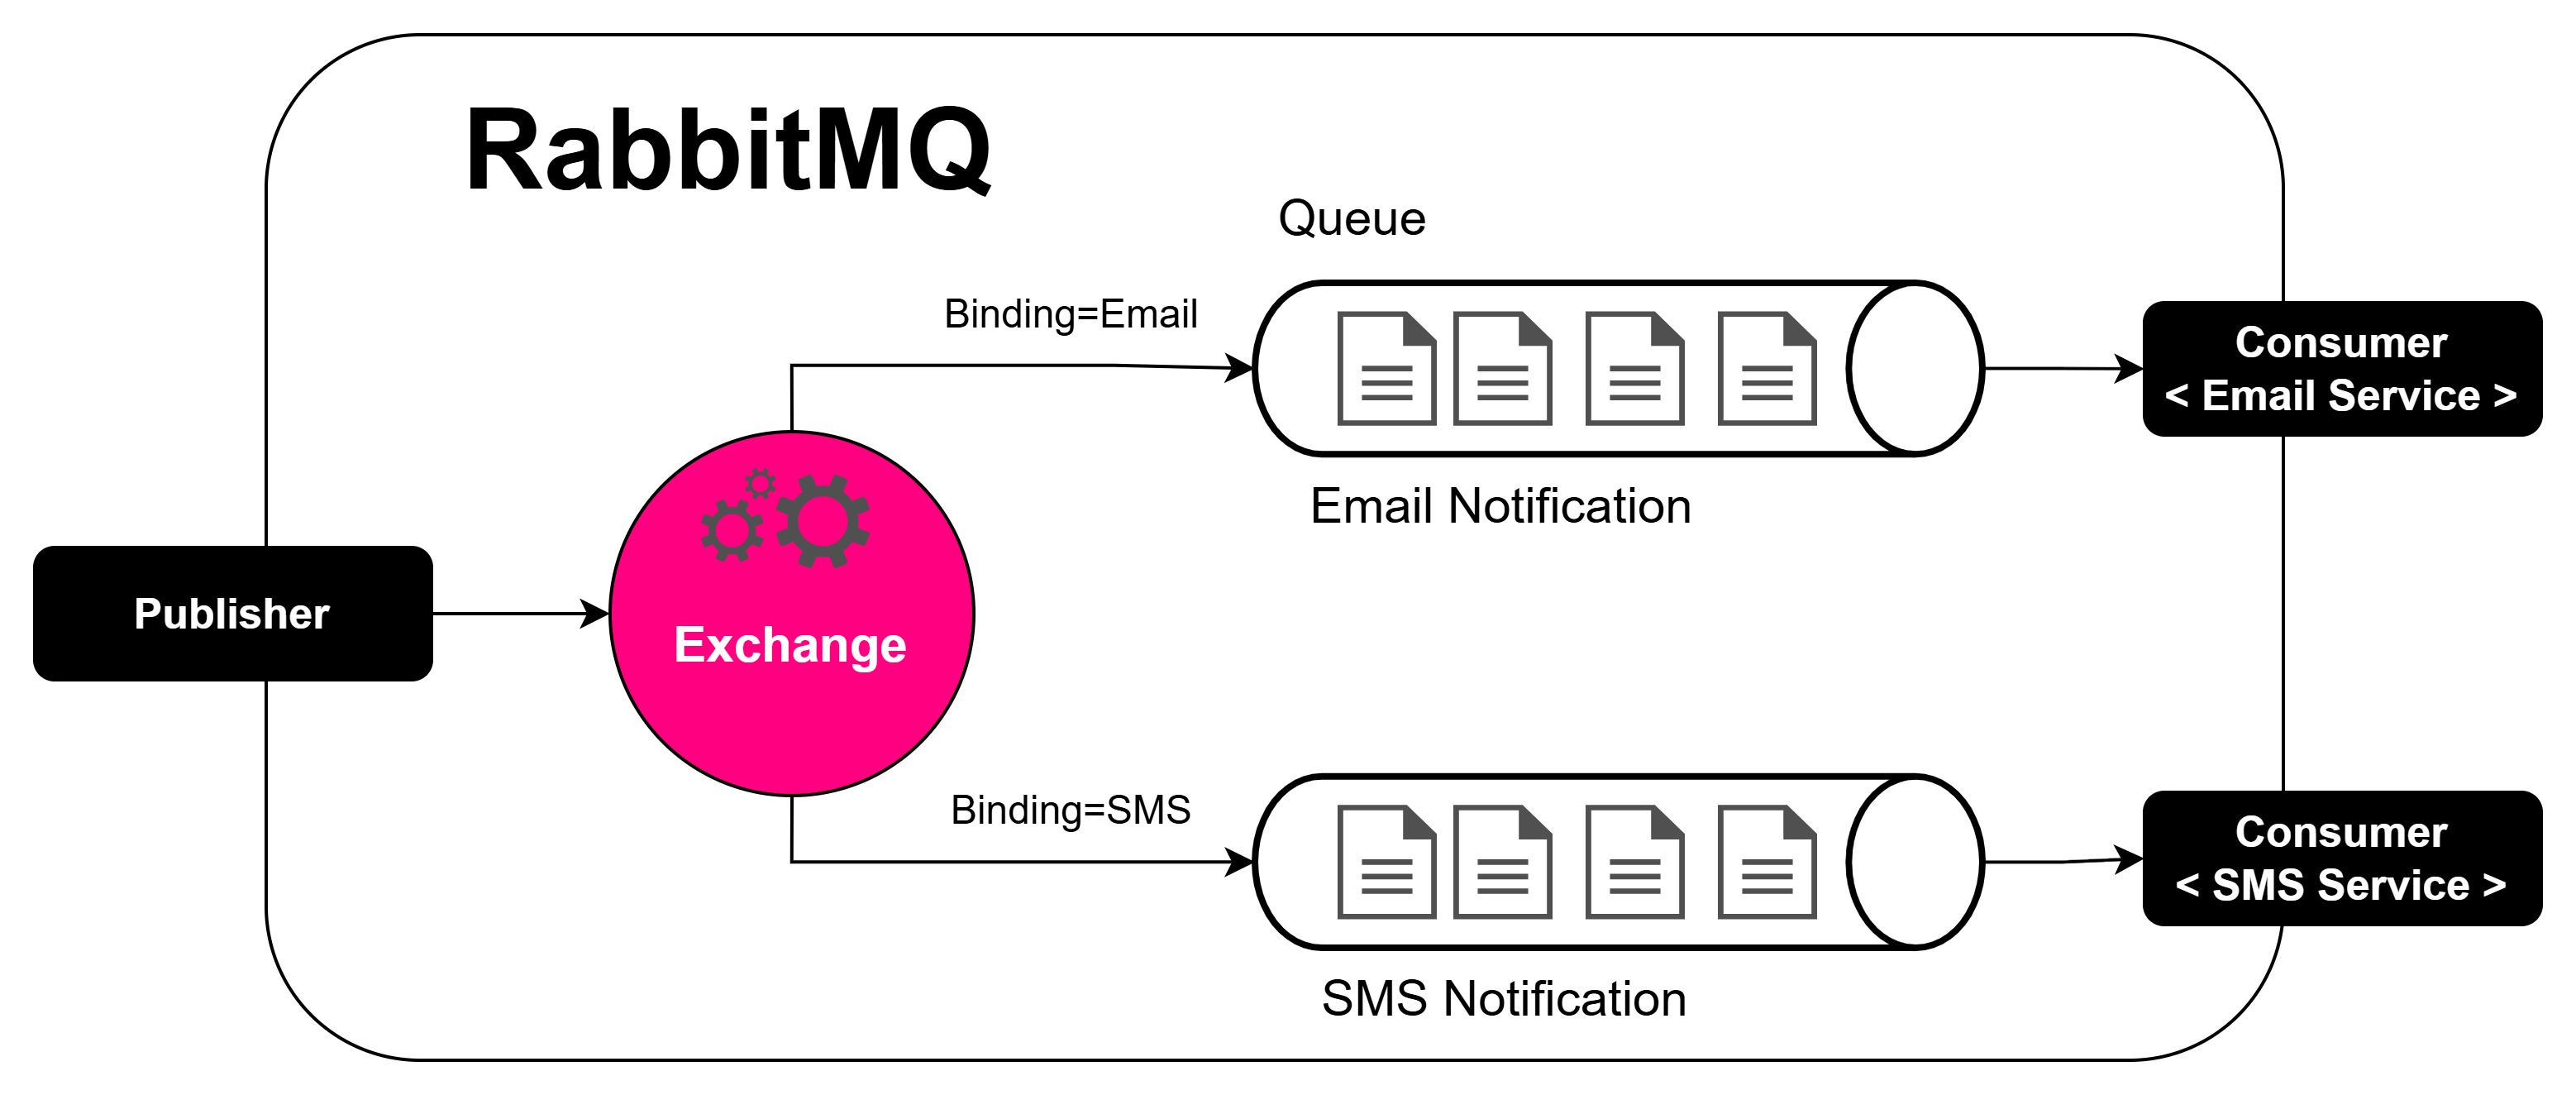 RabbitMQ
Queue
Binding=Email
Consumer
< Email Service >
Email Notification
Publisher
Exchange
Binding=SMS
Consumer
< SMS Service >
SMS Notification